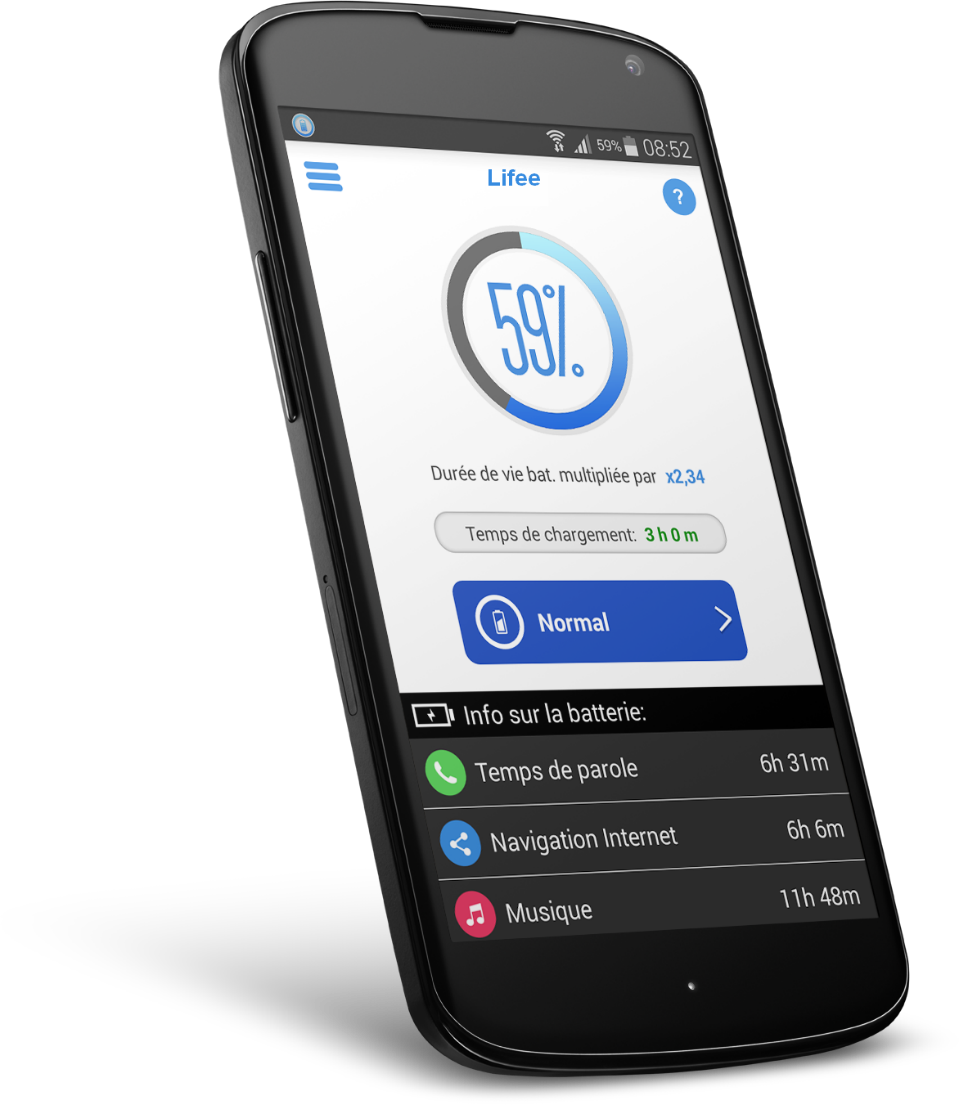 59% 08:52
Lifee
?
59%
Durée de vie bat. multipliée par x2,34
Temps de chargement: 3 h 0 m
Normal
Info sur la batterie:
Temps de parole 6h 31m
Navigation Internet 6h 6m
Musique 11h 48m